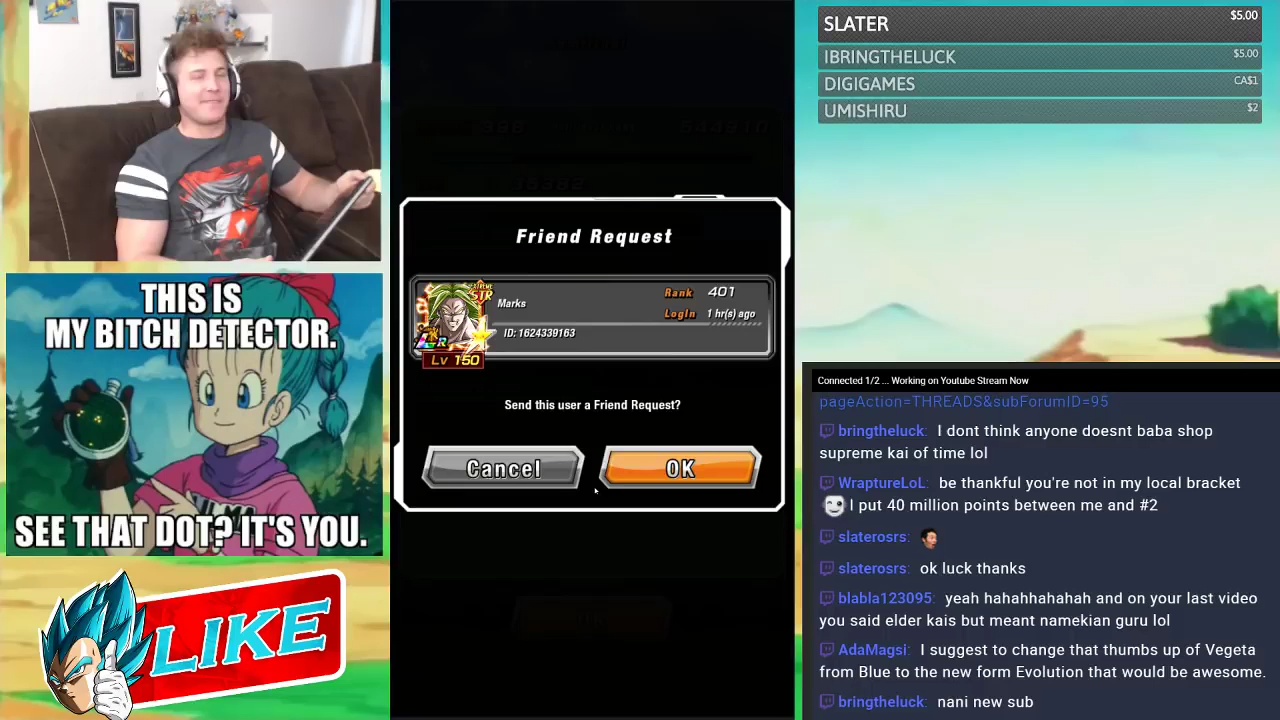 SLATER $5.00
IBRINGTHELUCK $5.00
DIGIGAMES CA$1
UMISHIRU $2
Friend Request
EXTREME STR
Marks
Rank 401
Login 1 hr(s) ago
ID: 1624339163
LR
Lv 150
Send this user a Friend Request?
Cancel OK
THIS IS
MY BITCH DETECTOR.
SEE THAT DOT? IT'S YOU.
LIKE
Connected 1/2 ... Working on Youtube Stream Now
pageAction=THREADS&subForumID=95
bringtheluck: I dont think anyone doesnt baba shop
supreme kai of time lol
WraptureLoL: be thankful you're not in my local bracket
I put 40 million points between me and #2
slaterosrs:
slaterosrs: ok luck thanks
blabla123095: yeah hahahhahahah and on your last video
you said elder kais but meant namekian guru lol
AdaMagsi: I suggest to change that thumbs up of Vegeta
from Blue to the new form Evolution that would be awesome.
bringtheluck: nani new sub